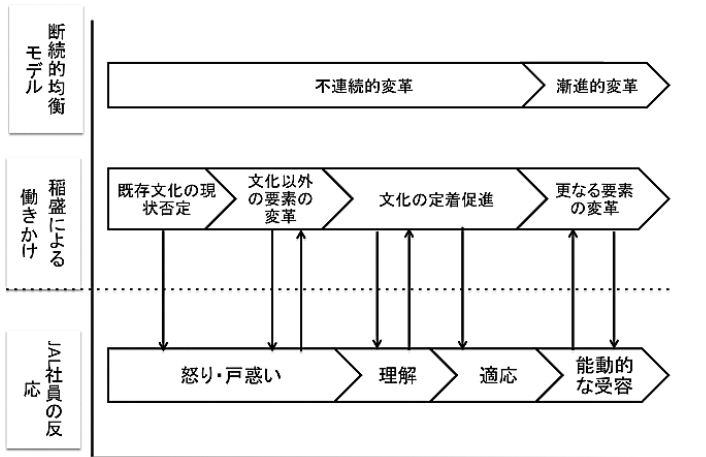 断続的均衡
モデル
不連続的変革
漸進的変革
稲盛による
働きかけ
既存文化の現
状否定
文化以外
の要素の
変革
文化の定着促進
更なる要素
の変革
JAL社員の反
応
怒り・戸惑い
理解
適応
能動的
な受容